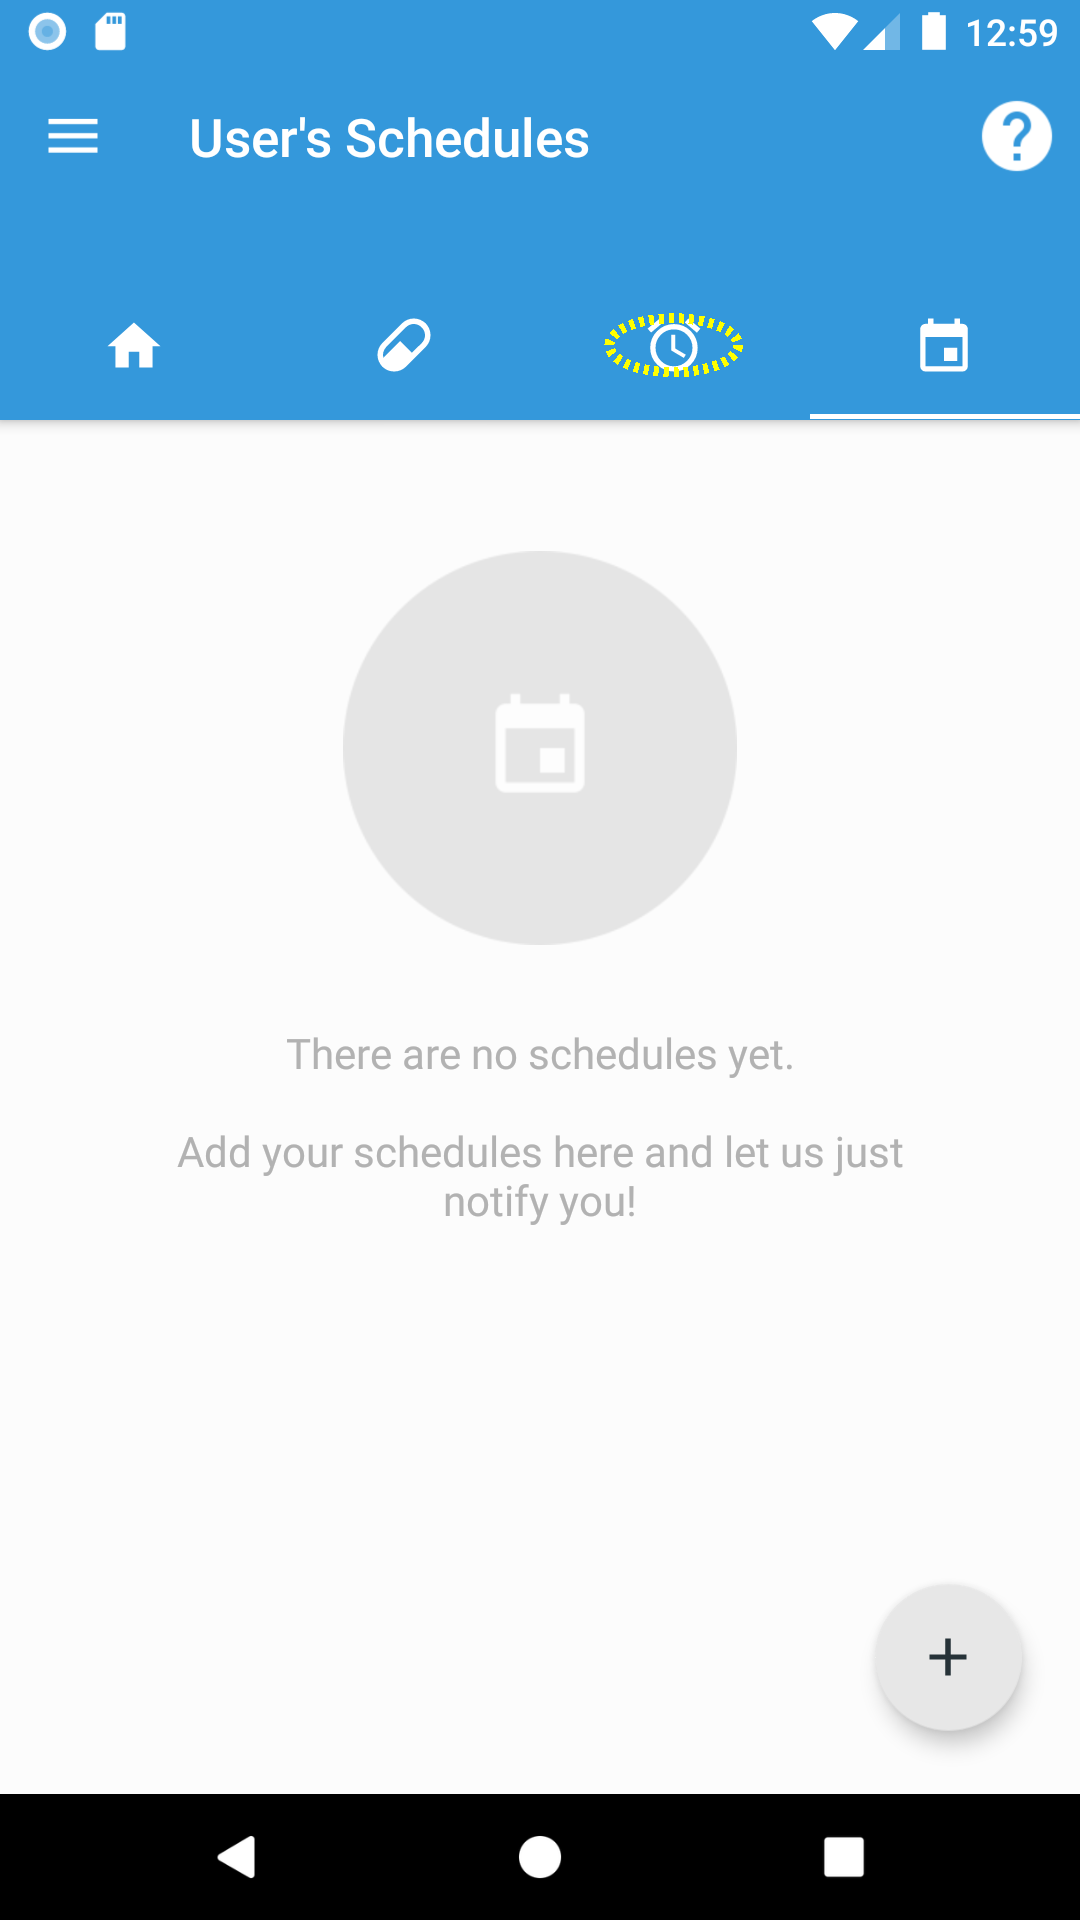 12:59
User's Schedules
There are no schedules yet.
Add your schedules here and let us just
notify you!